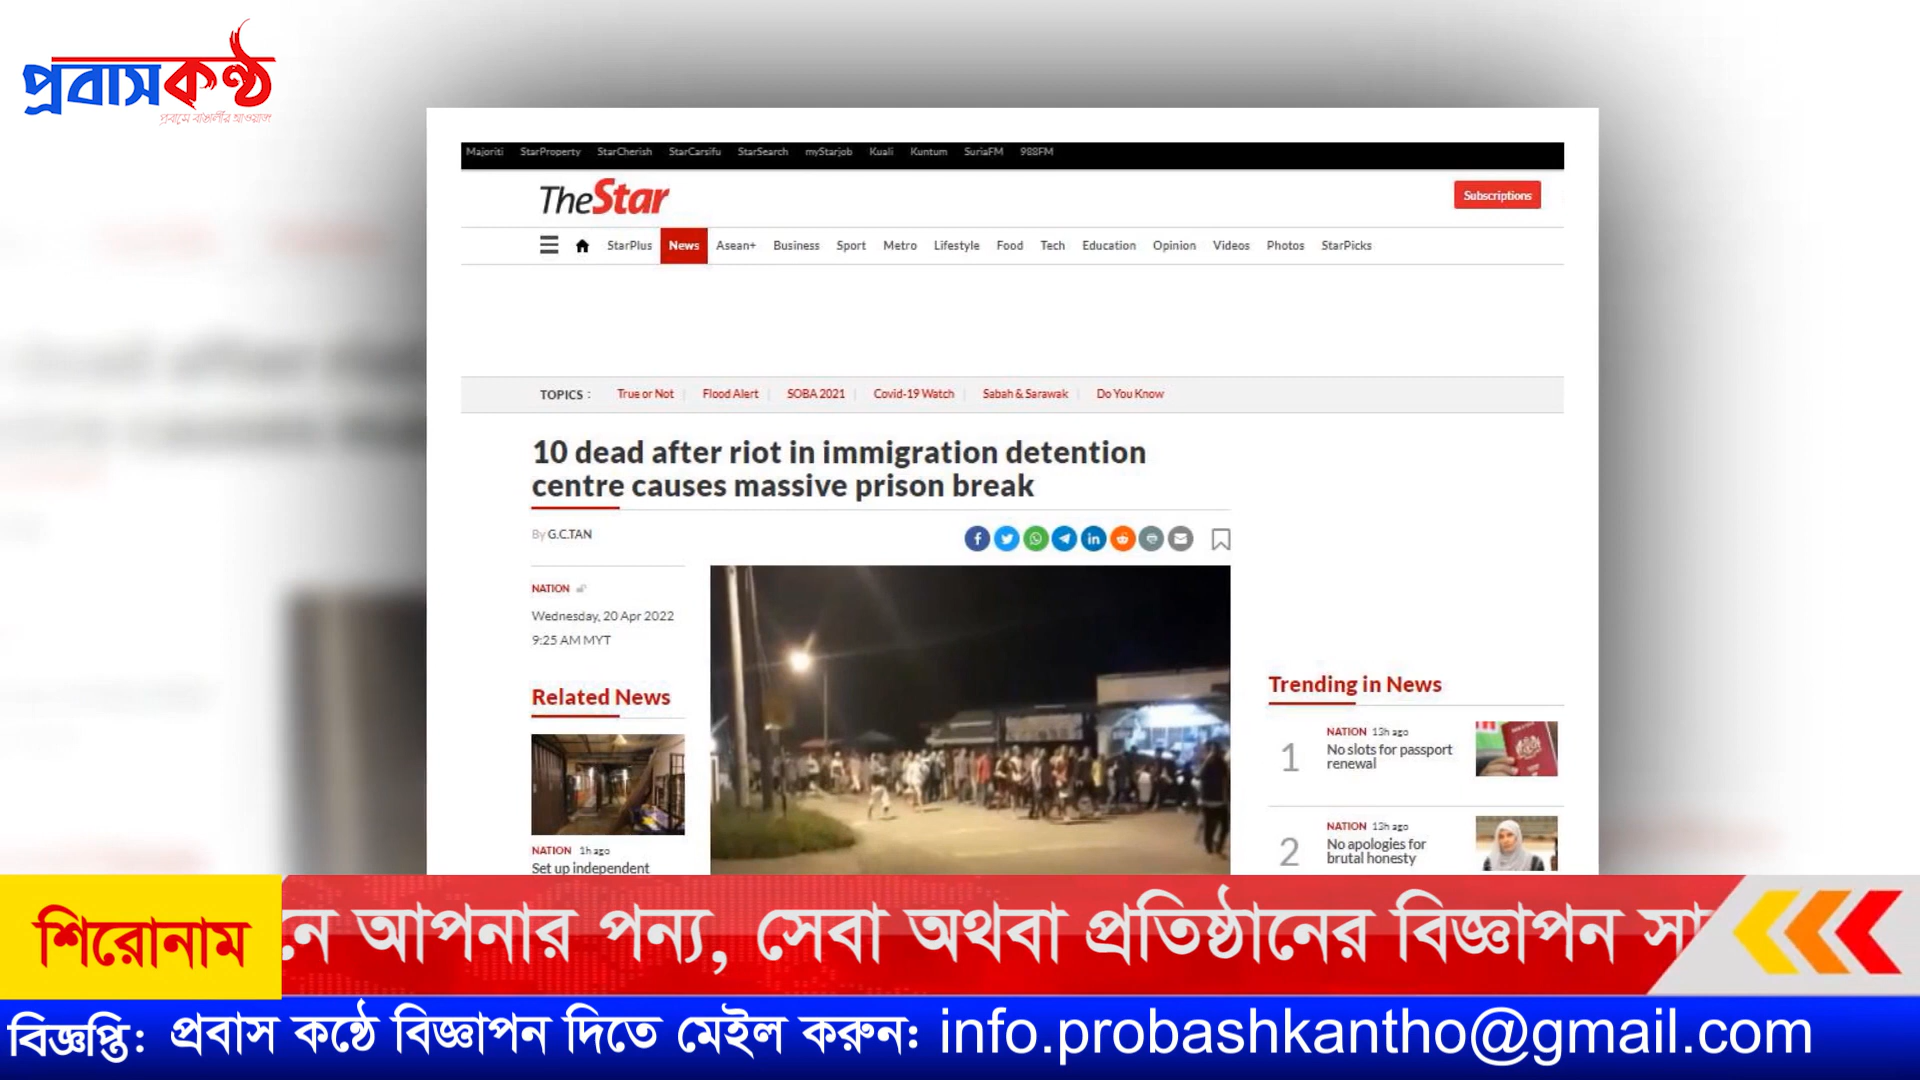 প্রবাসকণ্ঠ
প্রবাসে বাঙালীর আওয়াজ
Majoriti StarProperty StarCherish StarCarsifu StarSearch myStarjob Kuali Kuntum SuriaFM 988FM
TheStar
Subscriptions
StarPlus News Asean+ Business Sport Metro Lifestyle Food Tech Education Opinion Videos Photos StarPicks
TOPICS : True or Not Flood Alert SOBA 2021 Covid-19 Watch Sabah & Sarawak Do You Know
10 dead after riot in immigration detention
centre causes massive prison break
By G.C.TAN
NATION
Wednesday, 20 Apr 2022
9:25 AM MYT
Related News
NATION 1h ago
Set up independent
Trending in News
1
NATION 13h ago
No slots for passport
renewal
2
NATION 13h ago
No apologies for
brutal honesty
শিরোনাম
নে আপনার পন্য, সেবা অথবা প্রতিষ্ঠানের বিজ্ঞাপন সা
বিজ্ঞপ্তি: প্রবাস কন্ঠে বিজ্ঞাপন দিতে মেইল করুন: info.probashkantho@gmail.com